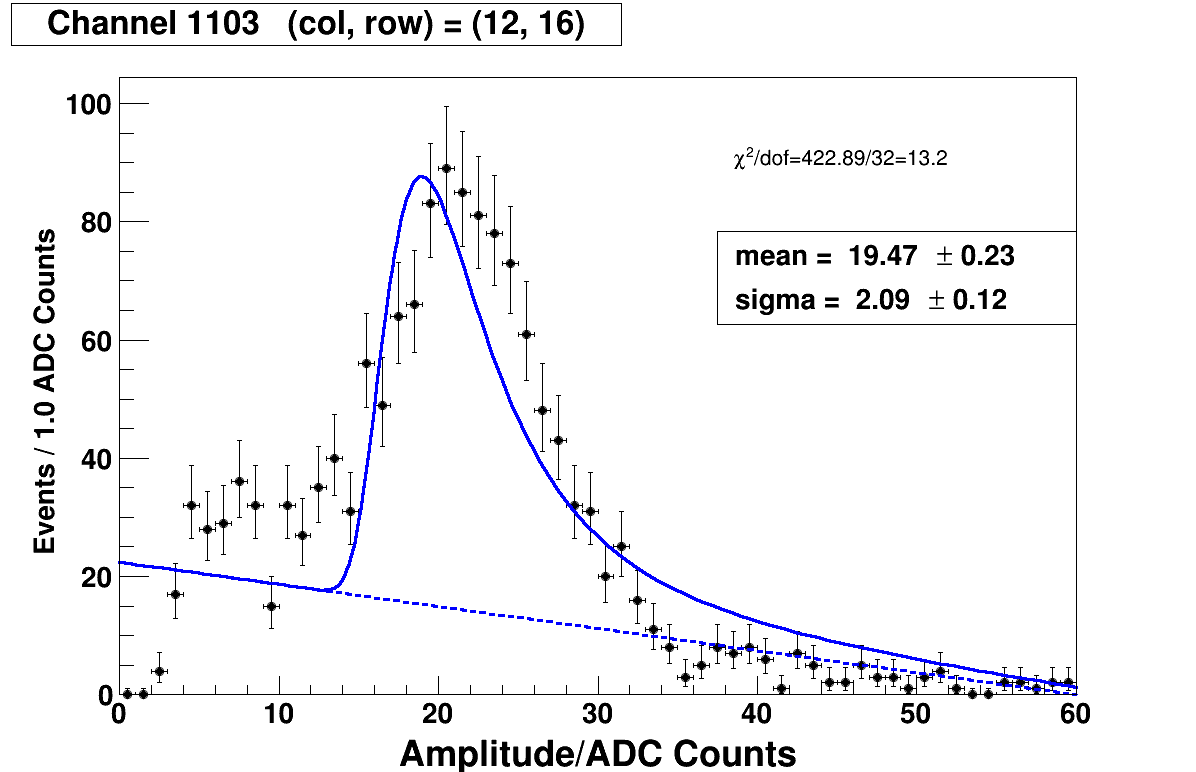 Channel 1103 (col, row) = (12, 16)
100
80
60
40
20
0
Events / 1.0 ADC Counts
χ²/dof=422.89/32=13.2
mean = 19.47 ± 0.23
sigma = 2.09 ± 0.12
0 10 20 30 40 50 60
Amplitude/ADC Counts